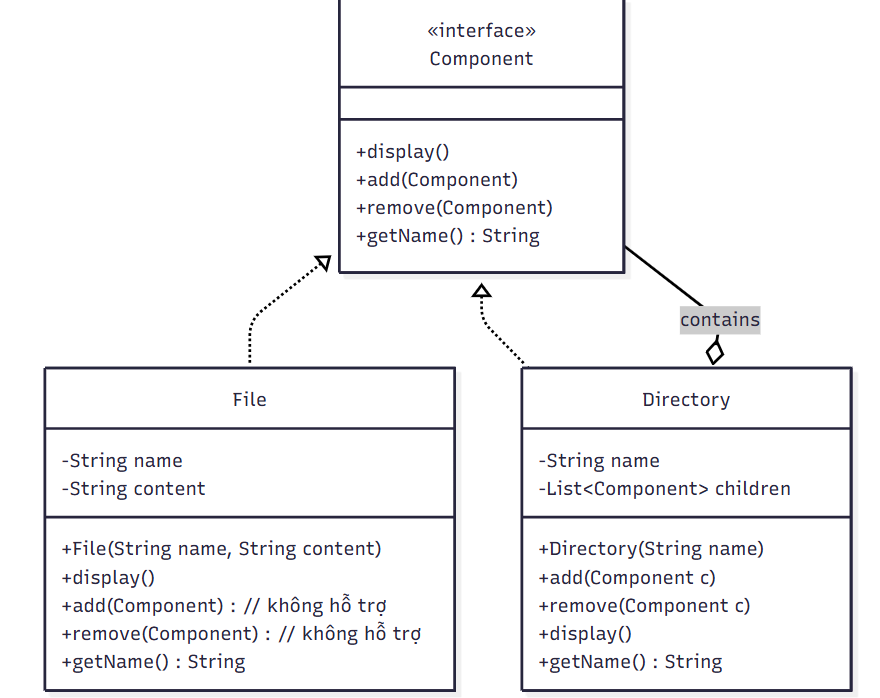 «interface»
Component
+display()
+add(Component)
+remove(Component)
+getName() : String
contains
File
-String name
-String content
+File(String name, String content)
+display()
+add(Component) : // không hỗ trợ
+remove(Component) : // không hỗ trợ
+getName() : String
Directory
-String name
-List<Component> children
+Directory(String name)
+add(Component c)
+remove(Component c)
+display()
+getName() : String